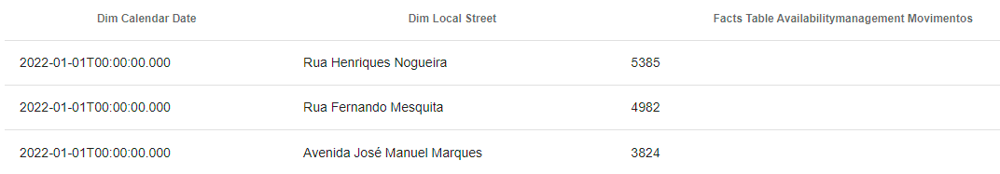 Dim Calendar Date Dim Local Street Facts Table Availabilitymanagement Movimentos
2022-01-01T00:00:00.000 Rua Henriques Nogueira 5385
2022-01-01T00:00:00.000 Rua Fernando Mesquita 4982
2022-01-01T00:00:00.000 Avenida José Manuel Marques 3824